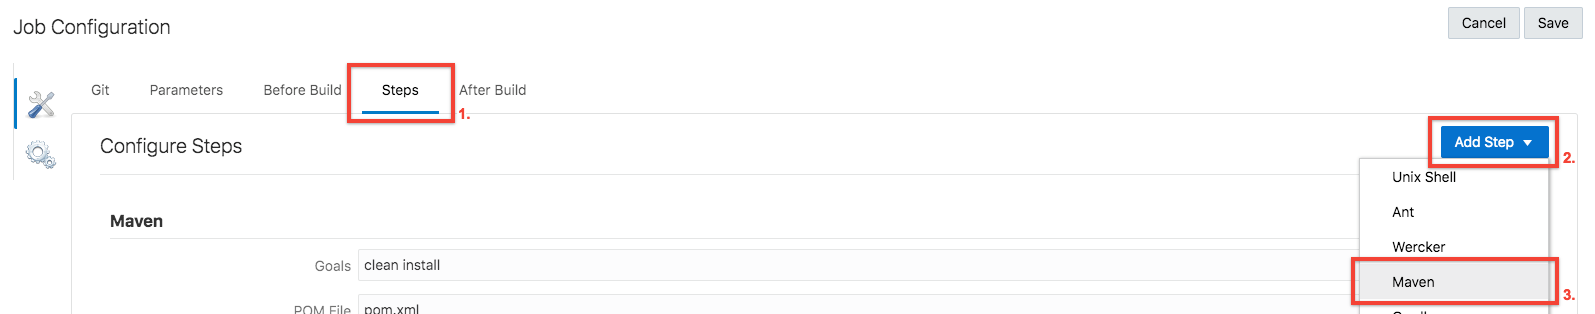 Job Configuration
Cancel
Save
Git
Parameters
Before Build
Steps
After Build
1.
Configure Steps
Add Step
2.
Unix Shell
Ant
Wercker
Maven
3.
Maven
Goals
clean install
POM File
pom.xml